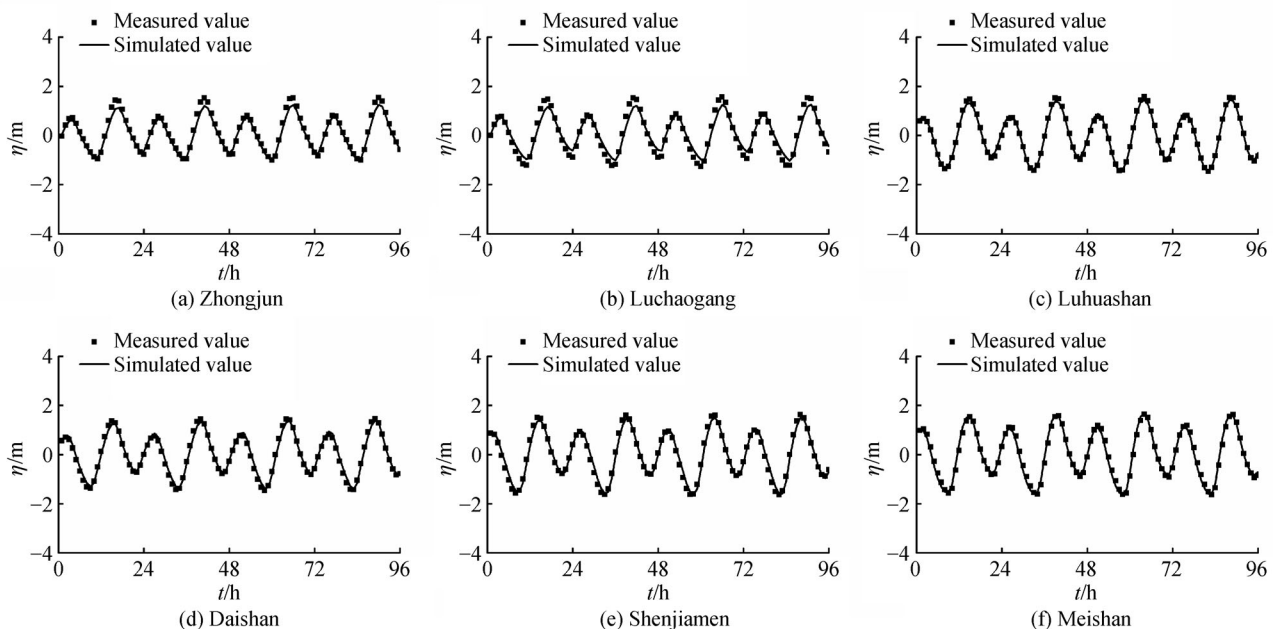 Measured value
Simulated value
4
2
0
−2
−4
η/m
0 24 48 72 96
t/h
(a) Zhongjun
Measured value
Simulated value
4
2
0
−2
−4
η/m
0 24 48 72 96
t/h
(b) Luchaogang
Measured value
Simulated value
4
2
0
−2
−4
η/m
0 24 48 72 96
t/h
(c) Luhuashan
Measured value
Simulated value
4
2
0
−2
−4
η/m
0 24 48 72 96
t/h
(d) Daishan
Measured value
Simulated value
4
2
0
−2
−4
η/m
0 24 48 72 96
t/h
(e) Shenjiamen
Measured value
Simulated value
4
2
0
−2
−4
η/m
0 24 48 72 96
t/h
(f) Meishan